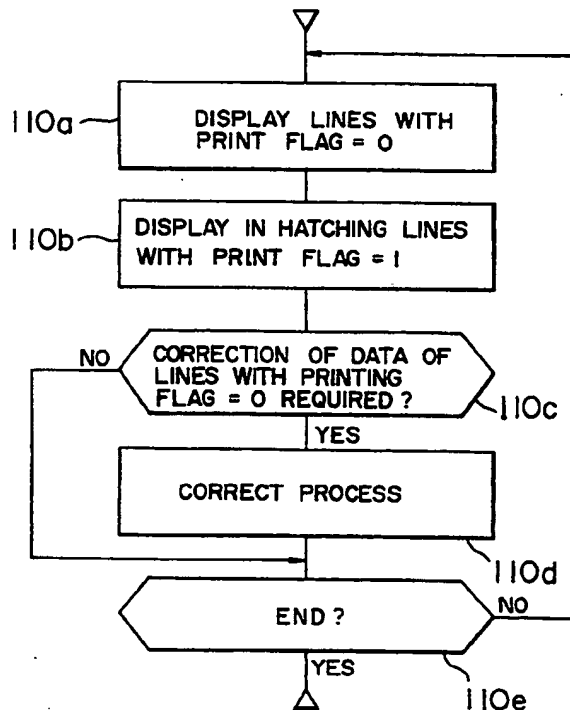 110a
DISPLAY LINES WITH
PRINT FLAG = 0
110b
DISPLAY IN HATCHING LINES
WITH PRINT FLAG = 1
NO
CORRECTION OF DATA OF
LINES WITH PRINTING
FLAG = 0 REQUIRED ?
110c
YES
CORRECT PROCESS
110d
END ?
NO
YES
110e